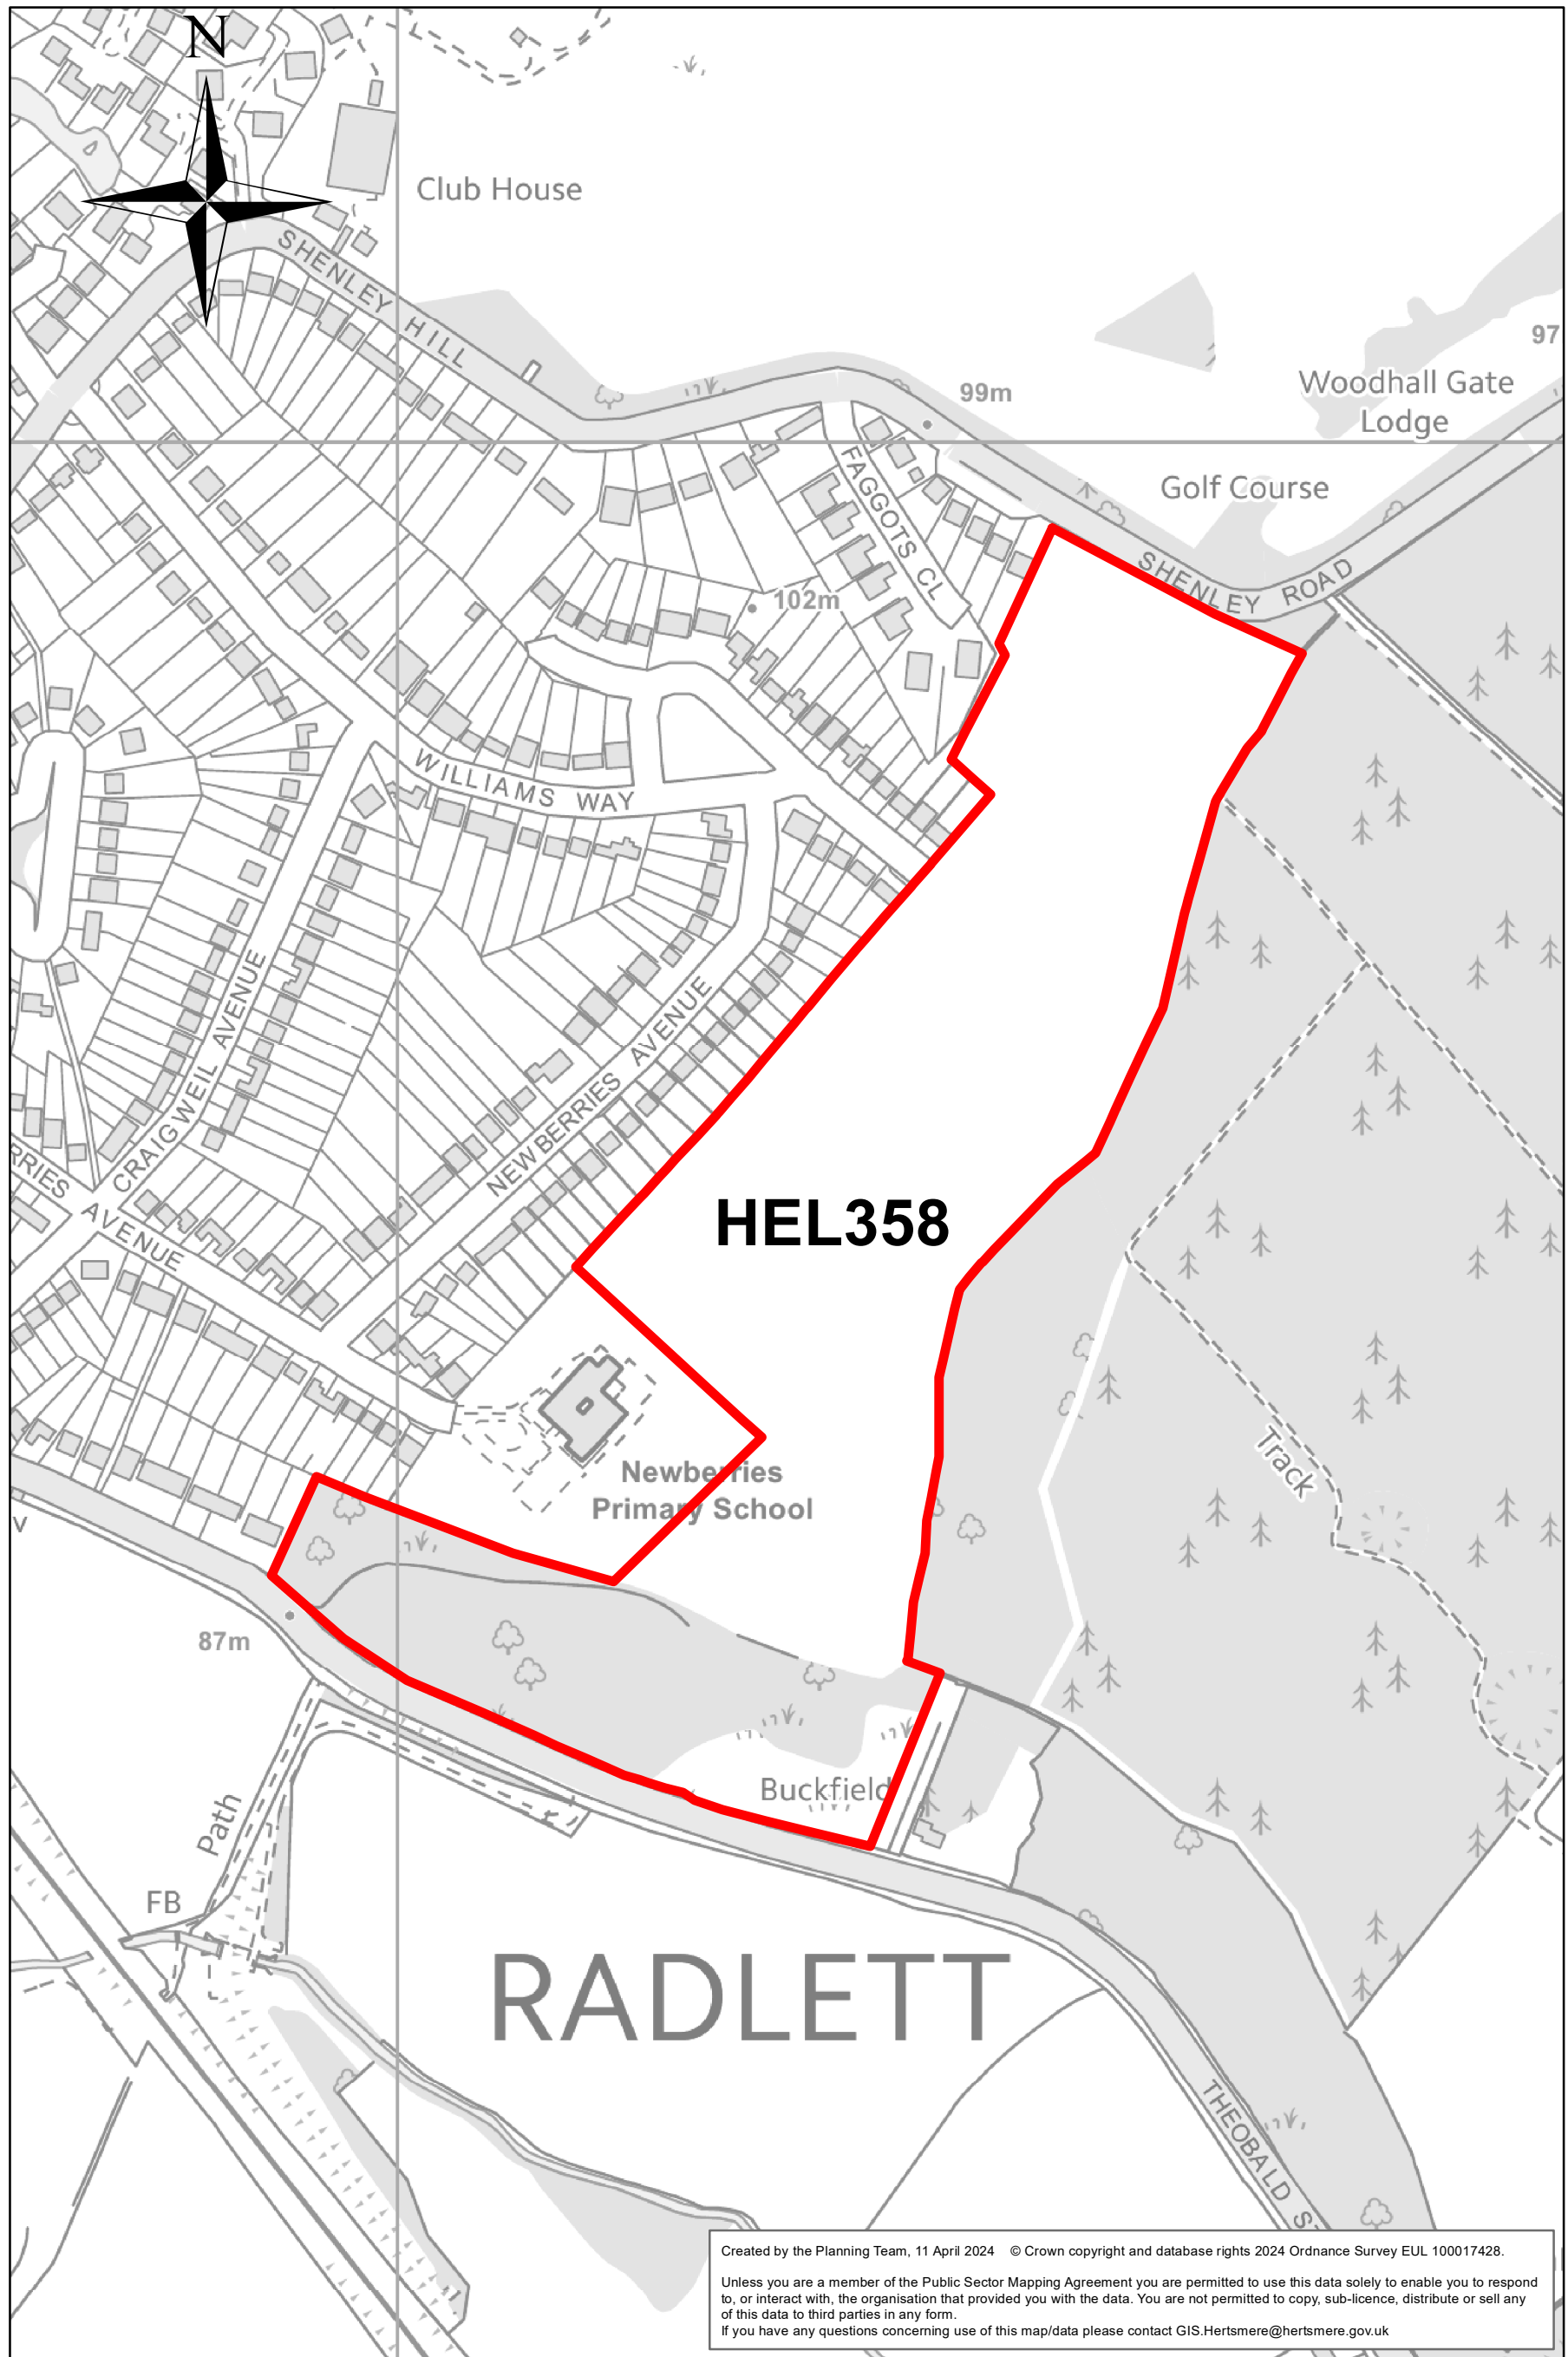 N
Club House
SHENLEY HILL
97
99m
Woodhall Gate
Lodge
Golf Course
FAGGOTS CL
SHENLEY ROAD
102m
WILLIAMS WAY
CRAIGWEIL AVENUE
NEWBERRIES AVENUE
RRIES AVENUE
HEL358
Newberries
Primary School
Track
V
87m
Buckfield
Path
FB
RADLETT
THEOBALD S
Created by the Planning Team, 11 April 2024 © Crown copyright and database rights 2024 Ordnance Survey EUL 100017428.
Unless you are a member of the Public Sector Mapping Agreement you are permitted to use this data solely to enable you to respond
to, or interact with, the organisation that provided you with the data. You are not permitted to copy, sub-licence, distribute or sell any
of this data to third parties in any form.
If you have any questions concerning use of this map/data please contact GIS.Hertsmere@hertsmere.gov.uk